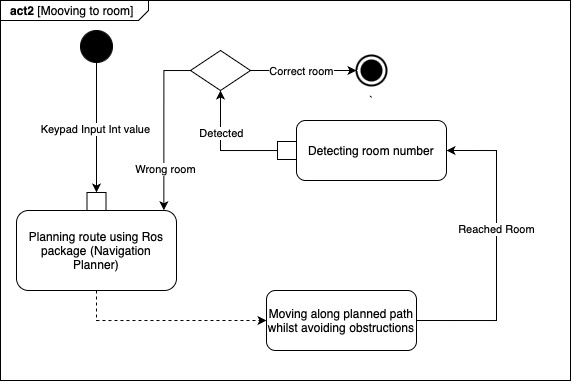 act2 [Mooving to room]
Correct room
Keypad Input Int value
Detected
Detecting room number
Wrong room
Planning route using Ros
package (Navigation
Planner)
Reached Room
Moving along planned path
whilst avoiding obstructions
`